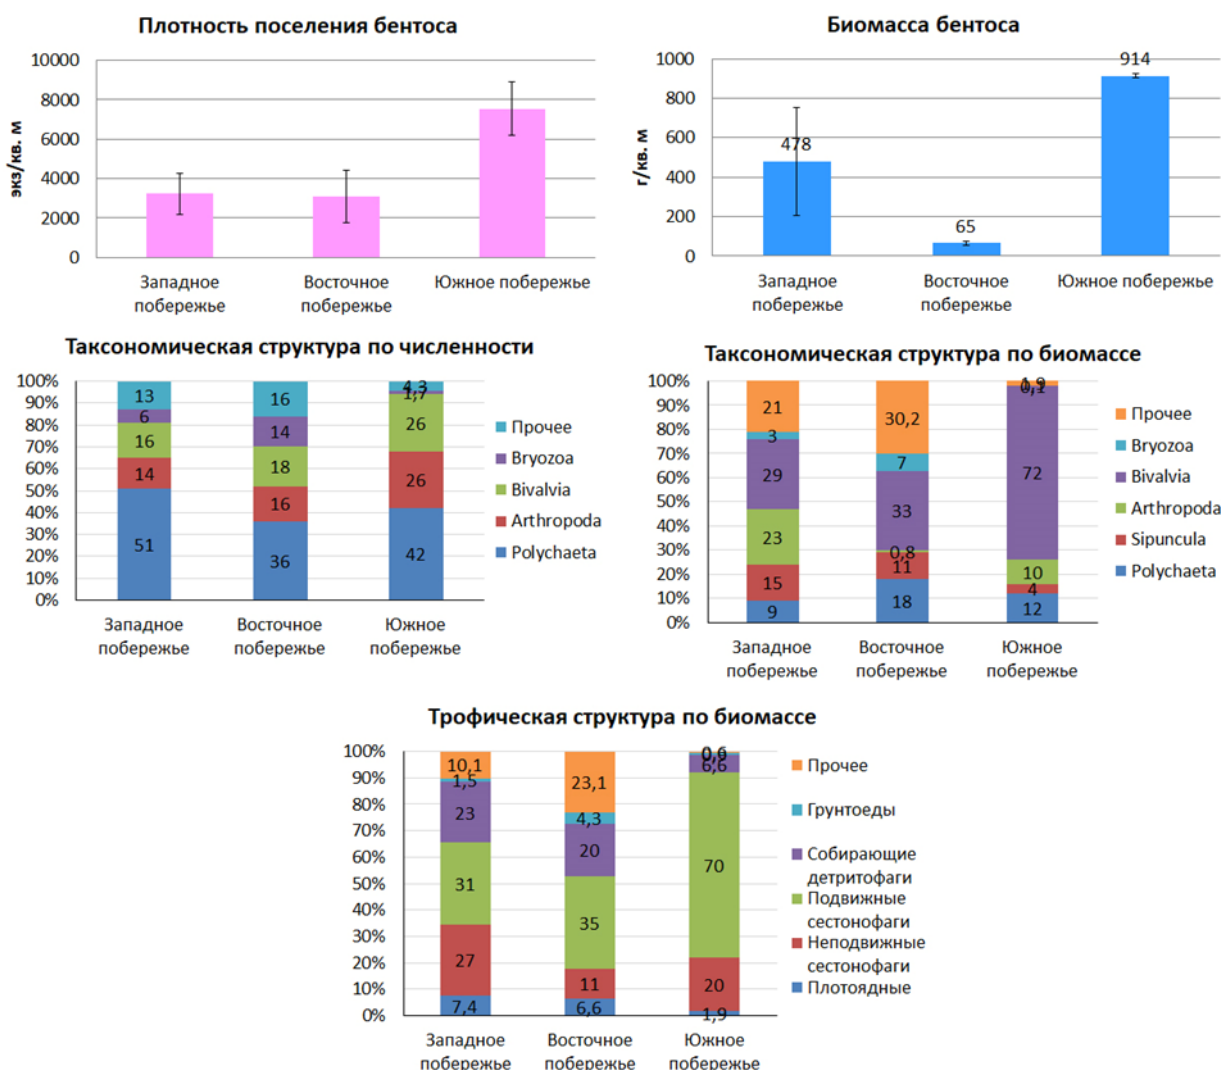 Плотность поселения бентоса
экз/кв. м
10000
8000
6000
4000
2000
0
Западное побережье
Восточное побережье
Южное побережье
Биомасса бентоса
г/кв. м
1000
800
600
400
200
0
478
65
914
Западное побережье
Восточное побережье
Южное побережье
Таксономическая структура по численности
100%
90%
80%
70%
60%
50%
40%
30%
20%
10%
0%
13
6
16
14
51
16
14
18
16
36
4,3
1,7
26
26
42
Западное
побережье
Восточное
побережье
Южное
побережье
Прочее
Bryozoa
Bivalvia
Arthropoda
Polychaeta
Таксономическая структура по биомассе
100%
90%
80%
70%
60%
50%
40%
30%
20%
10%
0%
21
3
29
23
15
9
30,2
7
33
0,8
11
18
1,9
0,1
72
10
4
12
Западное
побережье
Восточное
побережье
Южное
побережье
Прочее
Bryozoa
Bivalvia
Arthropoda
Sipuncula
Polychaeta
Трофическая структура по биомассе
100%
90%
80%
70%
60%
50%
40%
30%
20%
10%
0%
10,1
1,5
23
31
27
7,4
23,1
4,3
20
35
11
6,6
6,6
70
20
1,9
Западное
побережье
Восточное
побережье
Южное
побережье
Прочее
Грунтоеды
Собирающие
детритофаги
Подвижные
сестонофаги
Неподвижные
сестонофаги
Плотоядные